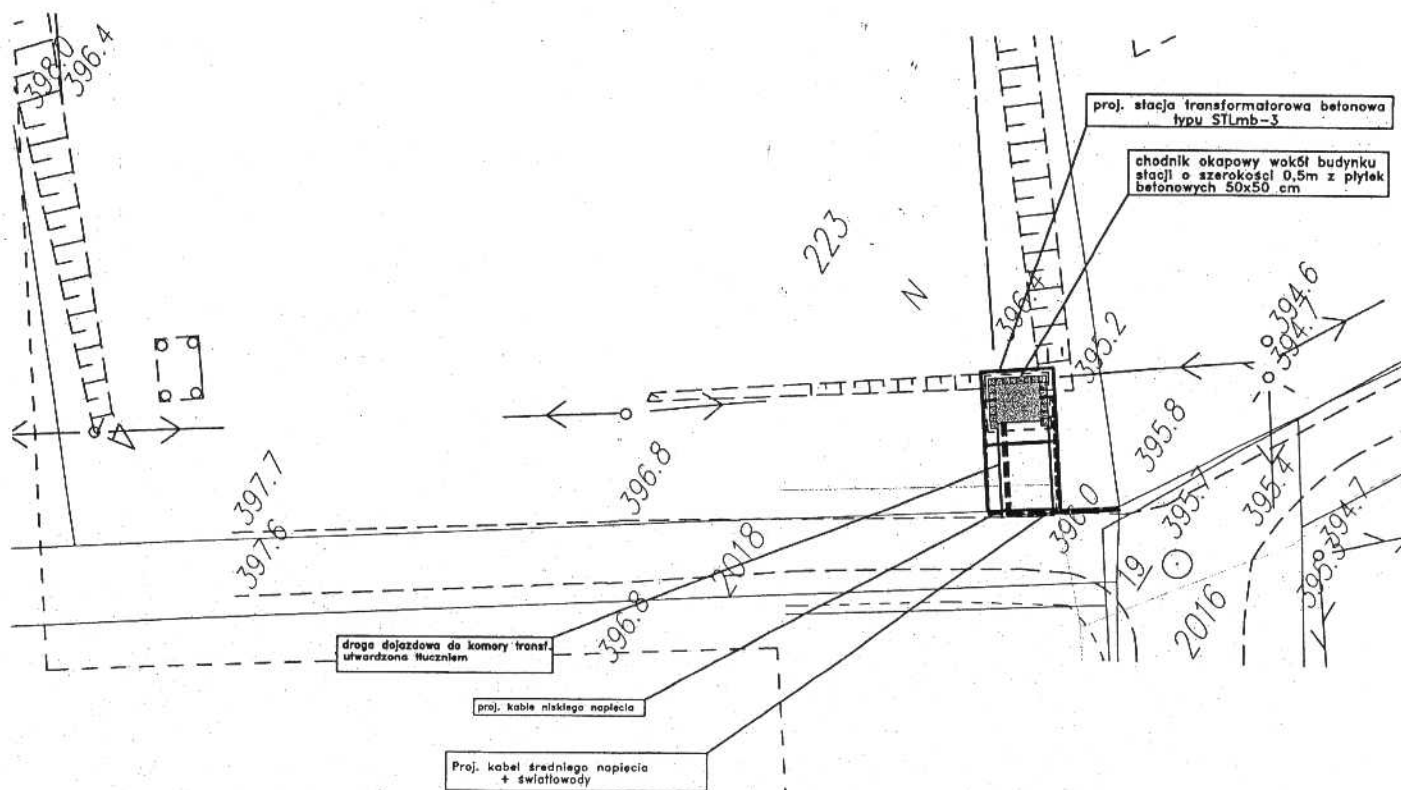 398.0
396.4
proj. stacja transformatorowa betonowa
typu STLmb-3
chodnik okapowy wokół budynku
stacji o szerokości 0,5m z płytek
betonowych 50x50 cm
223
N
396.4
395.2
394.6
394.7
395.8
397.7
396.8
395.7
395.4
394.7
397.6
2018
396.0
19
395.3
396.8
2016
droga dojazdowa do komory transf.
utwardzona tłuczniem
proj. kable niskiego napięcia
Proj. kabel średniego napięcia
+ światłowody